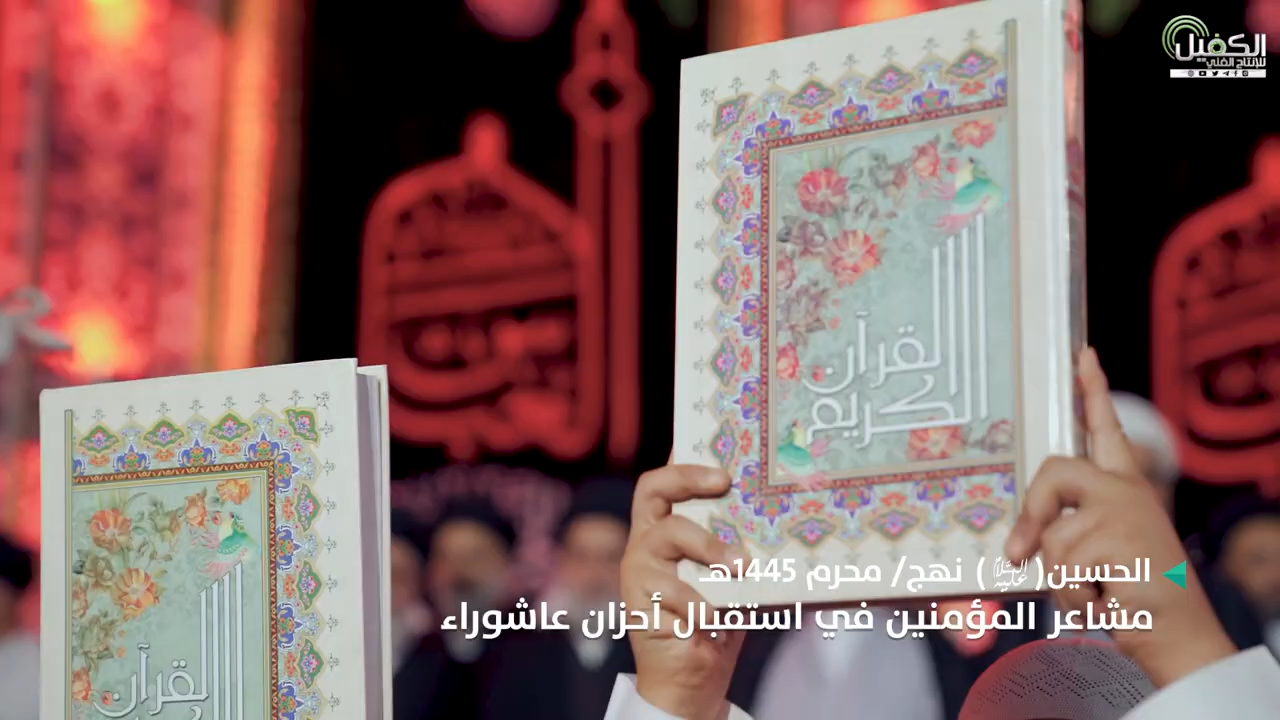 الكفيل
للإنتاج الفني
القرآن
الكريم
القرآن
الحسين(عليه السلام) نهج/ محرم 1445هـ
مشاعر المؤمنين في استقبال أحزان عاشوراء